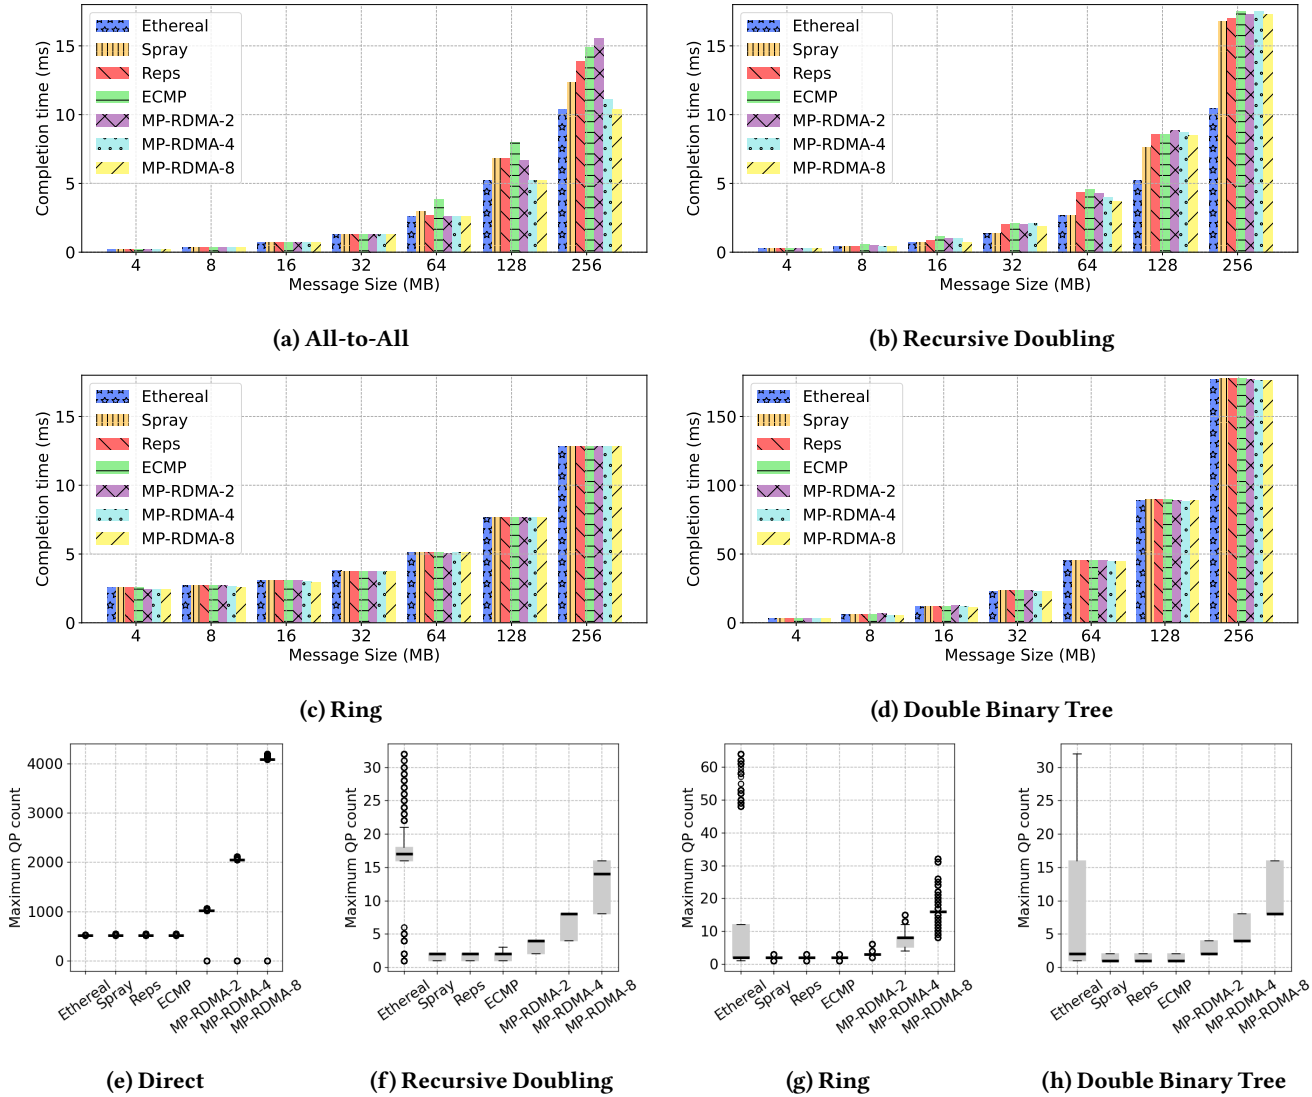 Completion time (ms)
15
10
5
0
Ethereal
Spray
Reps
ECMP
MP-RDMA-2
MP-RDMA-4
MP-RDMA-8
4 8 16 32 64 128 256
Message Size (MB)
(a) All-to-All
Completion time (ms)
15
10
5
0
Ethereal
Spray
Reps
ECMP
MP-RDMA-2
MP-RDMA-4
MP-RDMA-8
4 8 16 32 64 128 256
Message Size (MB)
(b) Recursive Doubling
Completion time (ms)
15
10
5
0
Ethereal
Spray
Reps
ECMP
MP-RDMA-2
MP-RDMA-4
MP-RDMA-8
4 8 16 32 64 128 256
Message Size (MB)
(c) Ring
Completion time (ms)
150
100
50
0
Ethereal
Spray
Reps
ECMP
MP-RDMA-2
MP-RDMA-4
MP-RDMA-8
4 8 16 32 64 128 256
Message Size (MB)
(d) Double Binary Tree
Maximum QP count
4000
3000
2000
1000
0
Ethereal
Spray
Reps
ECMP
MP-RDMA-2
MP-RDMA-4
MP-RDMA-8
(e) Direct
Maximum QP count
30
25
20
15
10
5
0
Ethereal
Spray
Reps
ECMP
MP-RDMA-2
MP-RDMA-4
MP-RDMA-8
(f) Recursive Doubling
Maximum QP count
60
50
40
30
20
10
0
Ethereal
Spray
Reps
ECMP
MP-RDMA-2
MP-RDMA-4
MP-RDMA-8
(g) Ring
Maximum QP count
30
25
20
15
10
5
0
Ethereal
Spray
Reps
ECMP
MP-RDMA-2
MP-RDMA-4
MP-RDMA-8
(h) Double Binary Tree